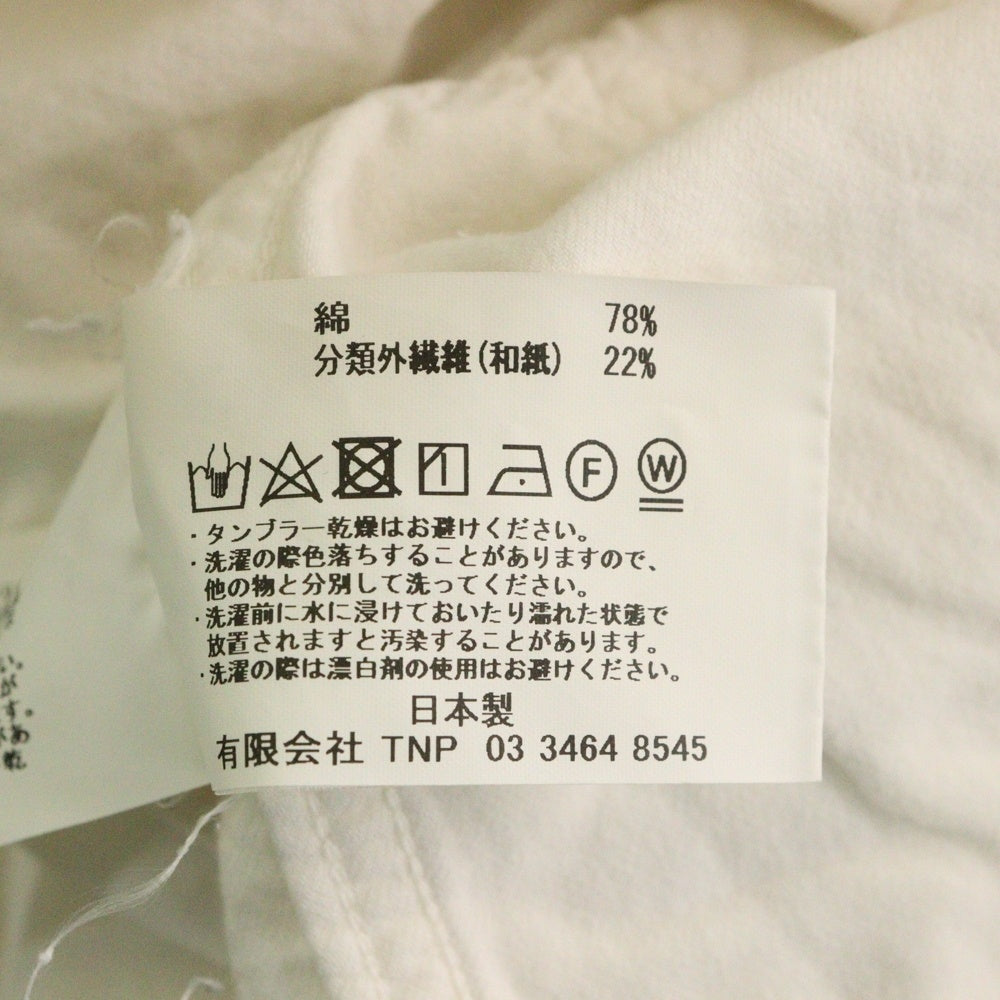 綿 78%
分類外繊維(和紙) 22%
F W
・タンブラー乾燥はお避けください。
・洗濯の際色落ちすることがありますので、
他の物と分別して洗ってください。
・洗濯前に水に浸けておいたり濡れた状態で
放置されますと汚染することがあります。
・洗濯の際は漂白剤の使用はお避けください。
日本製
有限会社 TNP 03 3464 8545
い。
が
す。
あ
乾